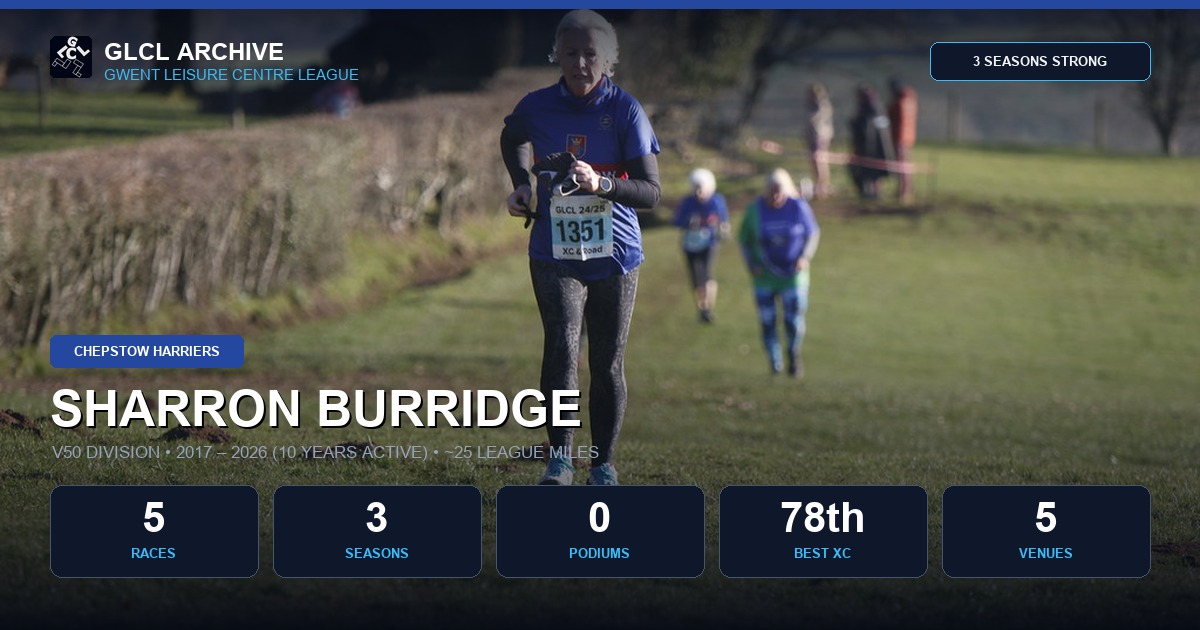 GLCL ARCHIVE
GWENT LEISURE CENTRE LEAGUE
3 SEASONS STRONG
GLCL 24/25
1351
XC & Road
CHEPSTOW HARRIERS
SHARRON BURRIDGE
V50 DIVISION • 2017 – 2026 (10 YEARS ACTIVE) • ~25 LEAGUE MILES
5
RACES
3
SEASONS
0
PODIUMS
78th
BEST XC
5
VENUES